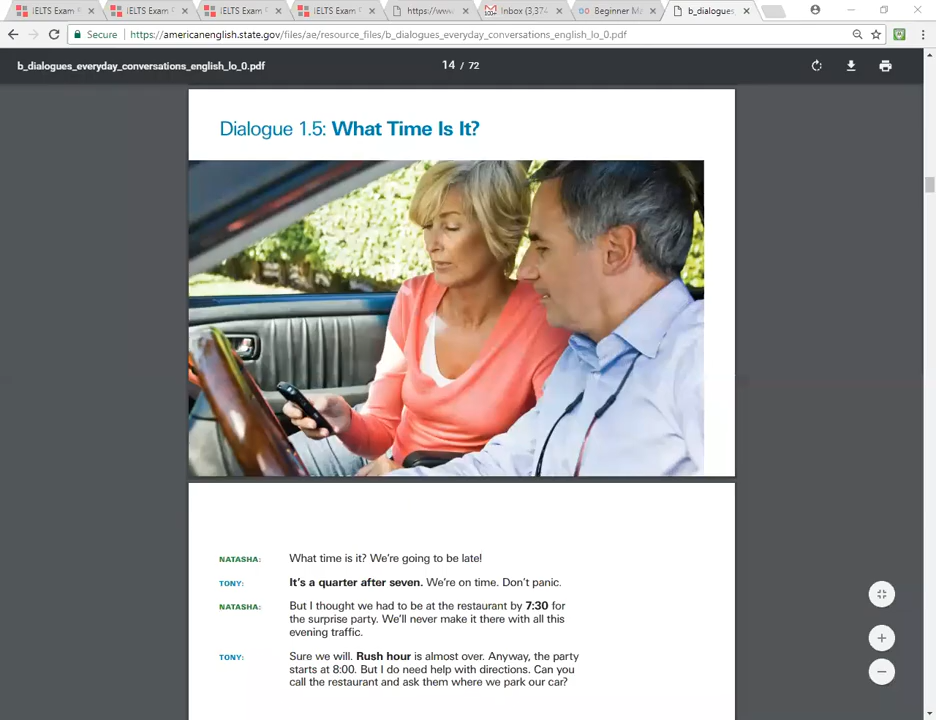 IELTS Exam
IELTS Exam
IELTS Exam
IELTS Exam
https://www.
Inbox (3,374
Beginner M
b_dialogues_
Secure
https://americanenglish.state.gov/files/ae/resource_files/b_dialogues_everyday_conversations_english_lo_0.pdf
b_dialogues_everyday_conversations_english_lo_0.pdf
14 / 72
Dialogue 1.5: What Time Is It?
NATASHA: What time is it? We're going to be late!
TONY: It's a quarter after seven. We're on time. Don't panic.
NATASHA: But I thought we had to be at the restaurant by 7:30 for
the surprise party. We'll never make it there with all this
evening traffic.
TONY: Sure we will. Rush hour is almost over. Anyway, the party
starts at 8:00. But I do need help with directions. Can you
call the restaurant and ask them where we park our car?